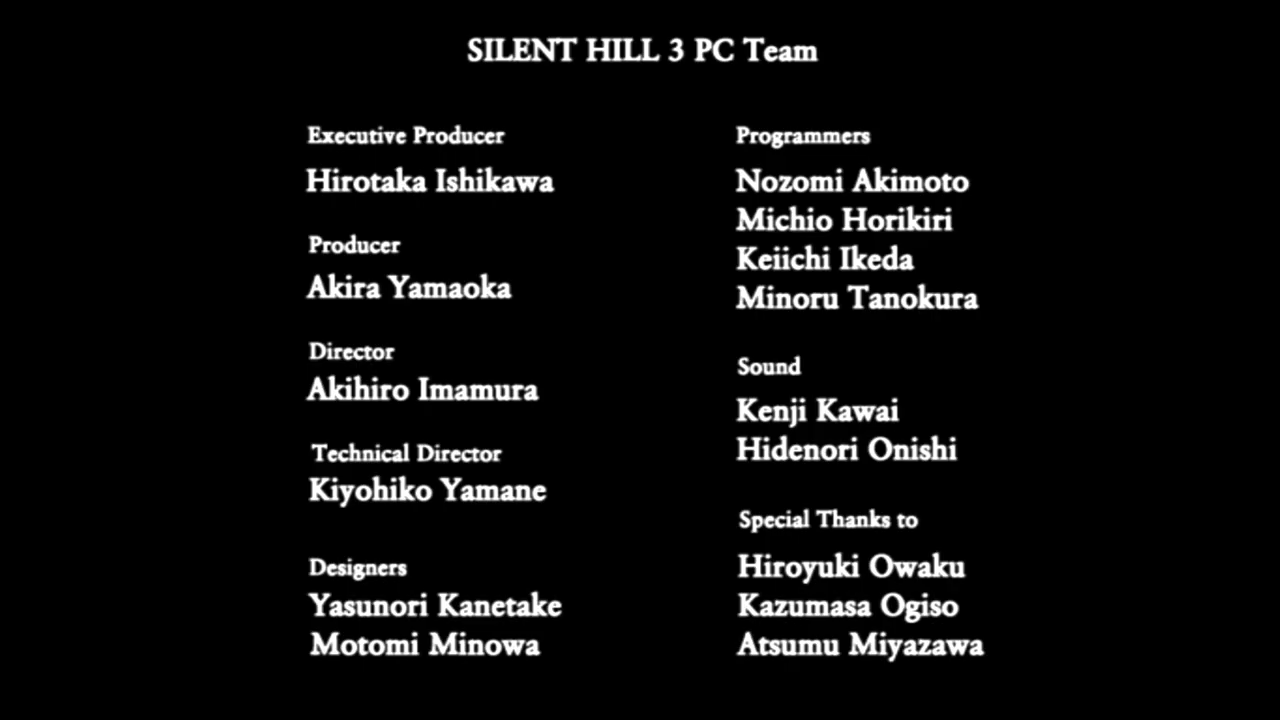 SILENT HILL 3 PC Team
Executive Producer
Hirotaka Ishikawa
Producer
Akira Yamaoka
Director
Akihiro Imamura
Technical Director
Kiyohiko Yamane
Designers
Yasunori Kanetake
Motomi Minowa
Programmers
Nozomi Akimoto
Michio Horikiri
Keiichi Ikeda
Minoru Tanokura
Sound
Kenji Kawai
Hidenori Onishi
Special Thanks to
Hiroyuki Owaku
Kazumasa Ogiso
Atsumu Miyazawa